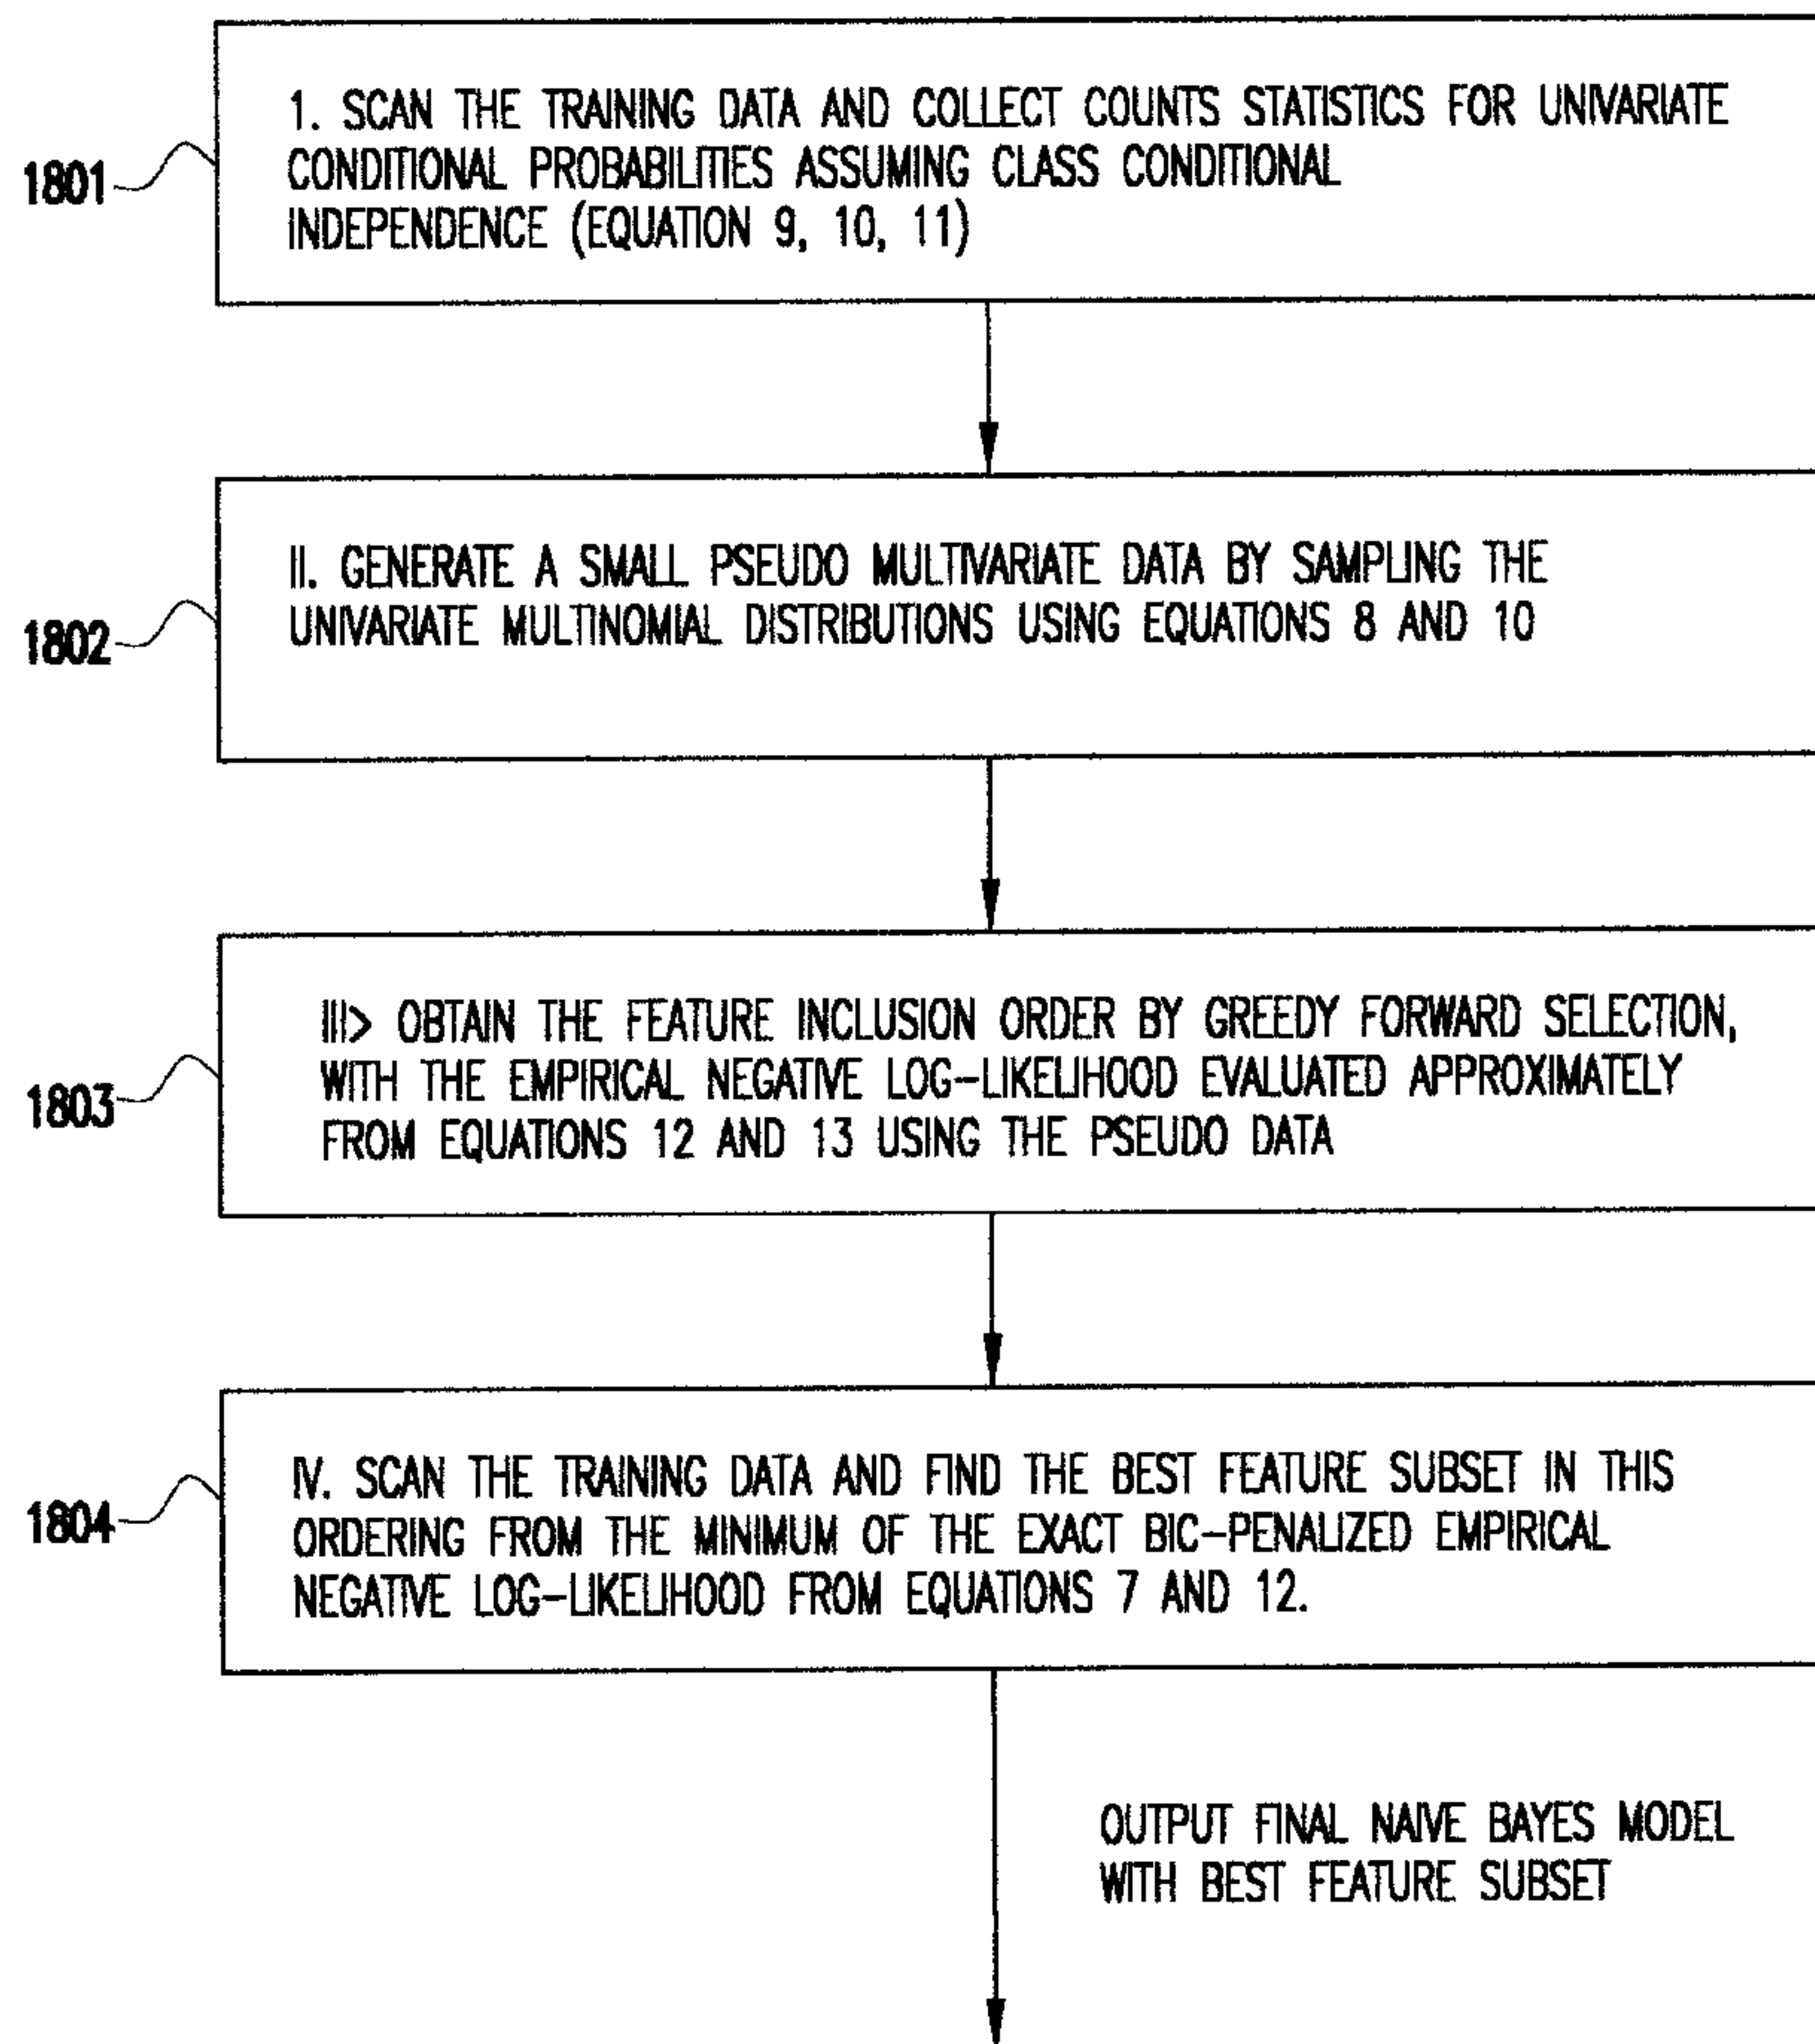 1. SCAN THE TRAINING DATA AND COLLECT COUNTS STATISTICS FOR UNIVARIATE
CONDITIONAL PROBABILITIES ASSUMING CLASS CONDITIONAL
INDEPENDENCE (EQUATION 9, 10, 11)
1801
II. GENERATE A SMALL PSEUDO MULTIVARIATE DATA BY SAMPLING THE
UNIVARIATE MULTINOMIAL DISTRIBUTIONS USING EQUATIONS 8 AND 10
1802
III> OBTAIN THE FEATURE INCLUSION ORDER BY GREEDY FORWARD SELECTION,
WITH THE EMPIRICAL NEGATIVE LOG-LIKELIHOOD EVALUATED APPROXIMATELY
FROM EQUATIONS 12 AND 13 USING THE PSEUDO DATA
1803
IV. SCAN THE TRAINING DATA AND FIND THE BEST FEATURE SUBSET IN THIS
ORDERING FROM THE MINIMUM OF THE EXACT BIC-PENALIZED EMPIRICAL
NEGATIVE LOG-LIKELIHOOD FROM EQUATIONS 7 AND 12.
1804
OUTPUT FINAL NAIVE BAYES MODEL
WITH BEST FEATURE SUBSET